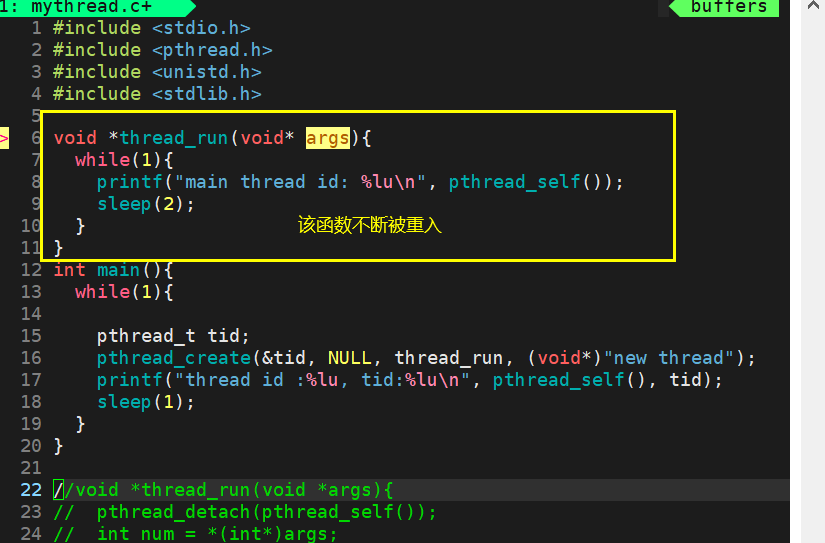 1: mythread.c+ buffers
1 #include <stdio.h>
2 #include <pthread.h>
3 #include <unistd.h>
4 #include <stdlib.h>
5
> 6 void *thread_run(void* args){
7   while(1){
8     printf("main thread id: %lu\n", pthread_self());
9     sleep(2);
10   } 该函数不断被重入
11 }
12 int main(){
13   while(1){
14
15     pthread_t tid;
16     pthread_create(&tid, NULL, thread_run, (void*)"new thread");
17     printf("thread id :%lu, tid:%lu\n", pthread_self(), tid);
18     sleep(1);
19   }
20 }
21
22 //void *thread_run(void *args){
23 //  pthread_detach(pthread_self());
24 //  int num = *(int*)args;